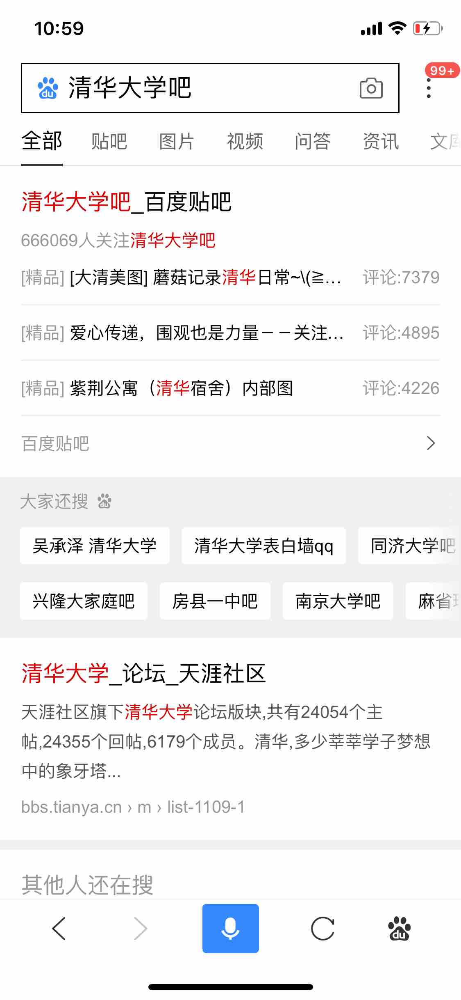 10:59
99+
du 清华大学吧
全部 贴吧 图片 视频 问答 资讯 文库
清华大学吧_百度贴吧
666069人关注清华大学吧
[精品] [大清美图] 蘑菇记录清华日常~\(≧... 评论:7379
[精品] 爱心传递，围观也是力量－－关注... 评论:4895
[精品] 紫荆公寓（清华宿舍）内部图 评论:4226
百度贴吧
大家还搜 du
吴承泽 清华大学 清华大学表白墙qq 同济大学吧
兴隆大家庭吧 房县一中吧 南京大学吧 麻省
清华大学_论坛_天涯社区
天涯社区旗下清华大学论坛版块,共有24054个主
帖,24355个回帖,6179个成员。清华,多少莘莘学子梦想
中的象牙塔...
bbs.tianya.cn › m › list-1109-1
其他人还在搜
du